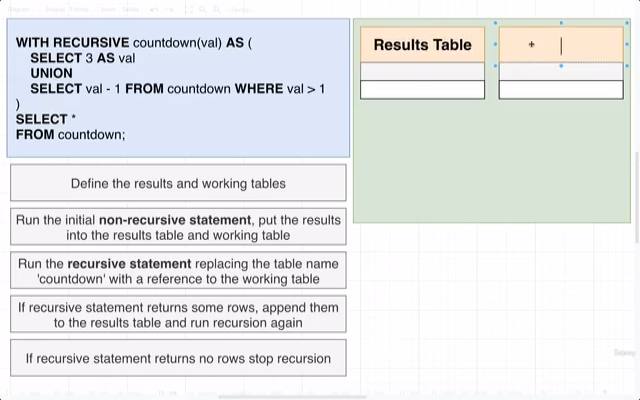 WITH RECURSIVE countdown(val) AS (
SELECT 3 AS val
UNION
SELECT val - 1 FROM countdown WHERE val > 1
)
SELECT *
FROM countdown;
Results Table
+
Define the results and working tables
Run the initial non-recursive statement, put the results
into the results table and working table
Run the recursive statement replacing the table name
'countdown' with a reference to the working table
If recursive statement returns some rows, append them
to the results table and run recursion again
If recursive statement returns no rows stop recursion